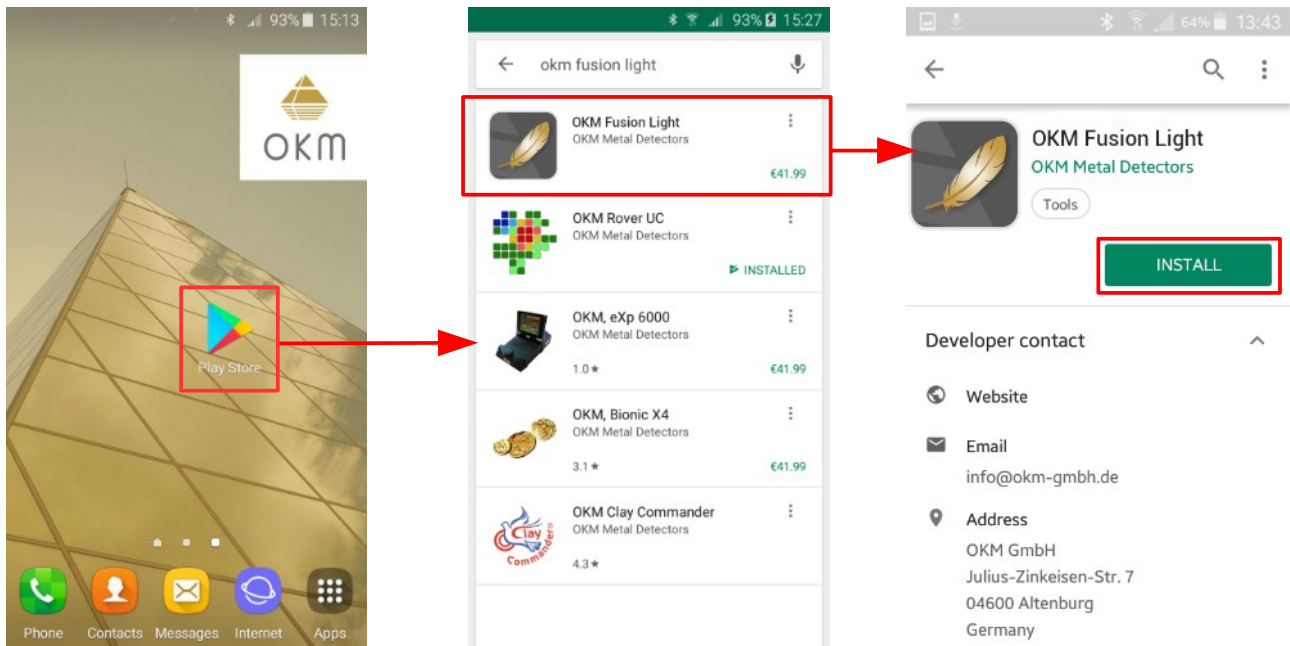 93% 15:13
OKM
Play Store
Phone Contacts Messages Internet Apps
93% 15:27
okm fusion light
OKM Fusion Light
OKM Metal Detectors
€41.99
OKM Rover UC
OKM Metal Detectors
INSTALLED
OKM, eXp 6000
OKM Metal Detectors
1.0★ €41.99
OKM, Bionic X4
OKM Metal Detectors
3.1★ €41.99
Clay
Commander®
OKM Clay Commander
OKM Metal Detectors
4.3★
64% 13:43
OKM Fusion Light
OKM Metal Detectors
Tools
INSTALL
Developer contact
Website
Email
info@okm-gmbh.de
Address
OKM GmbH
Julius-Zinkeisen-Str. 7
04600 Altenburg
Germany